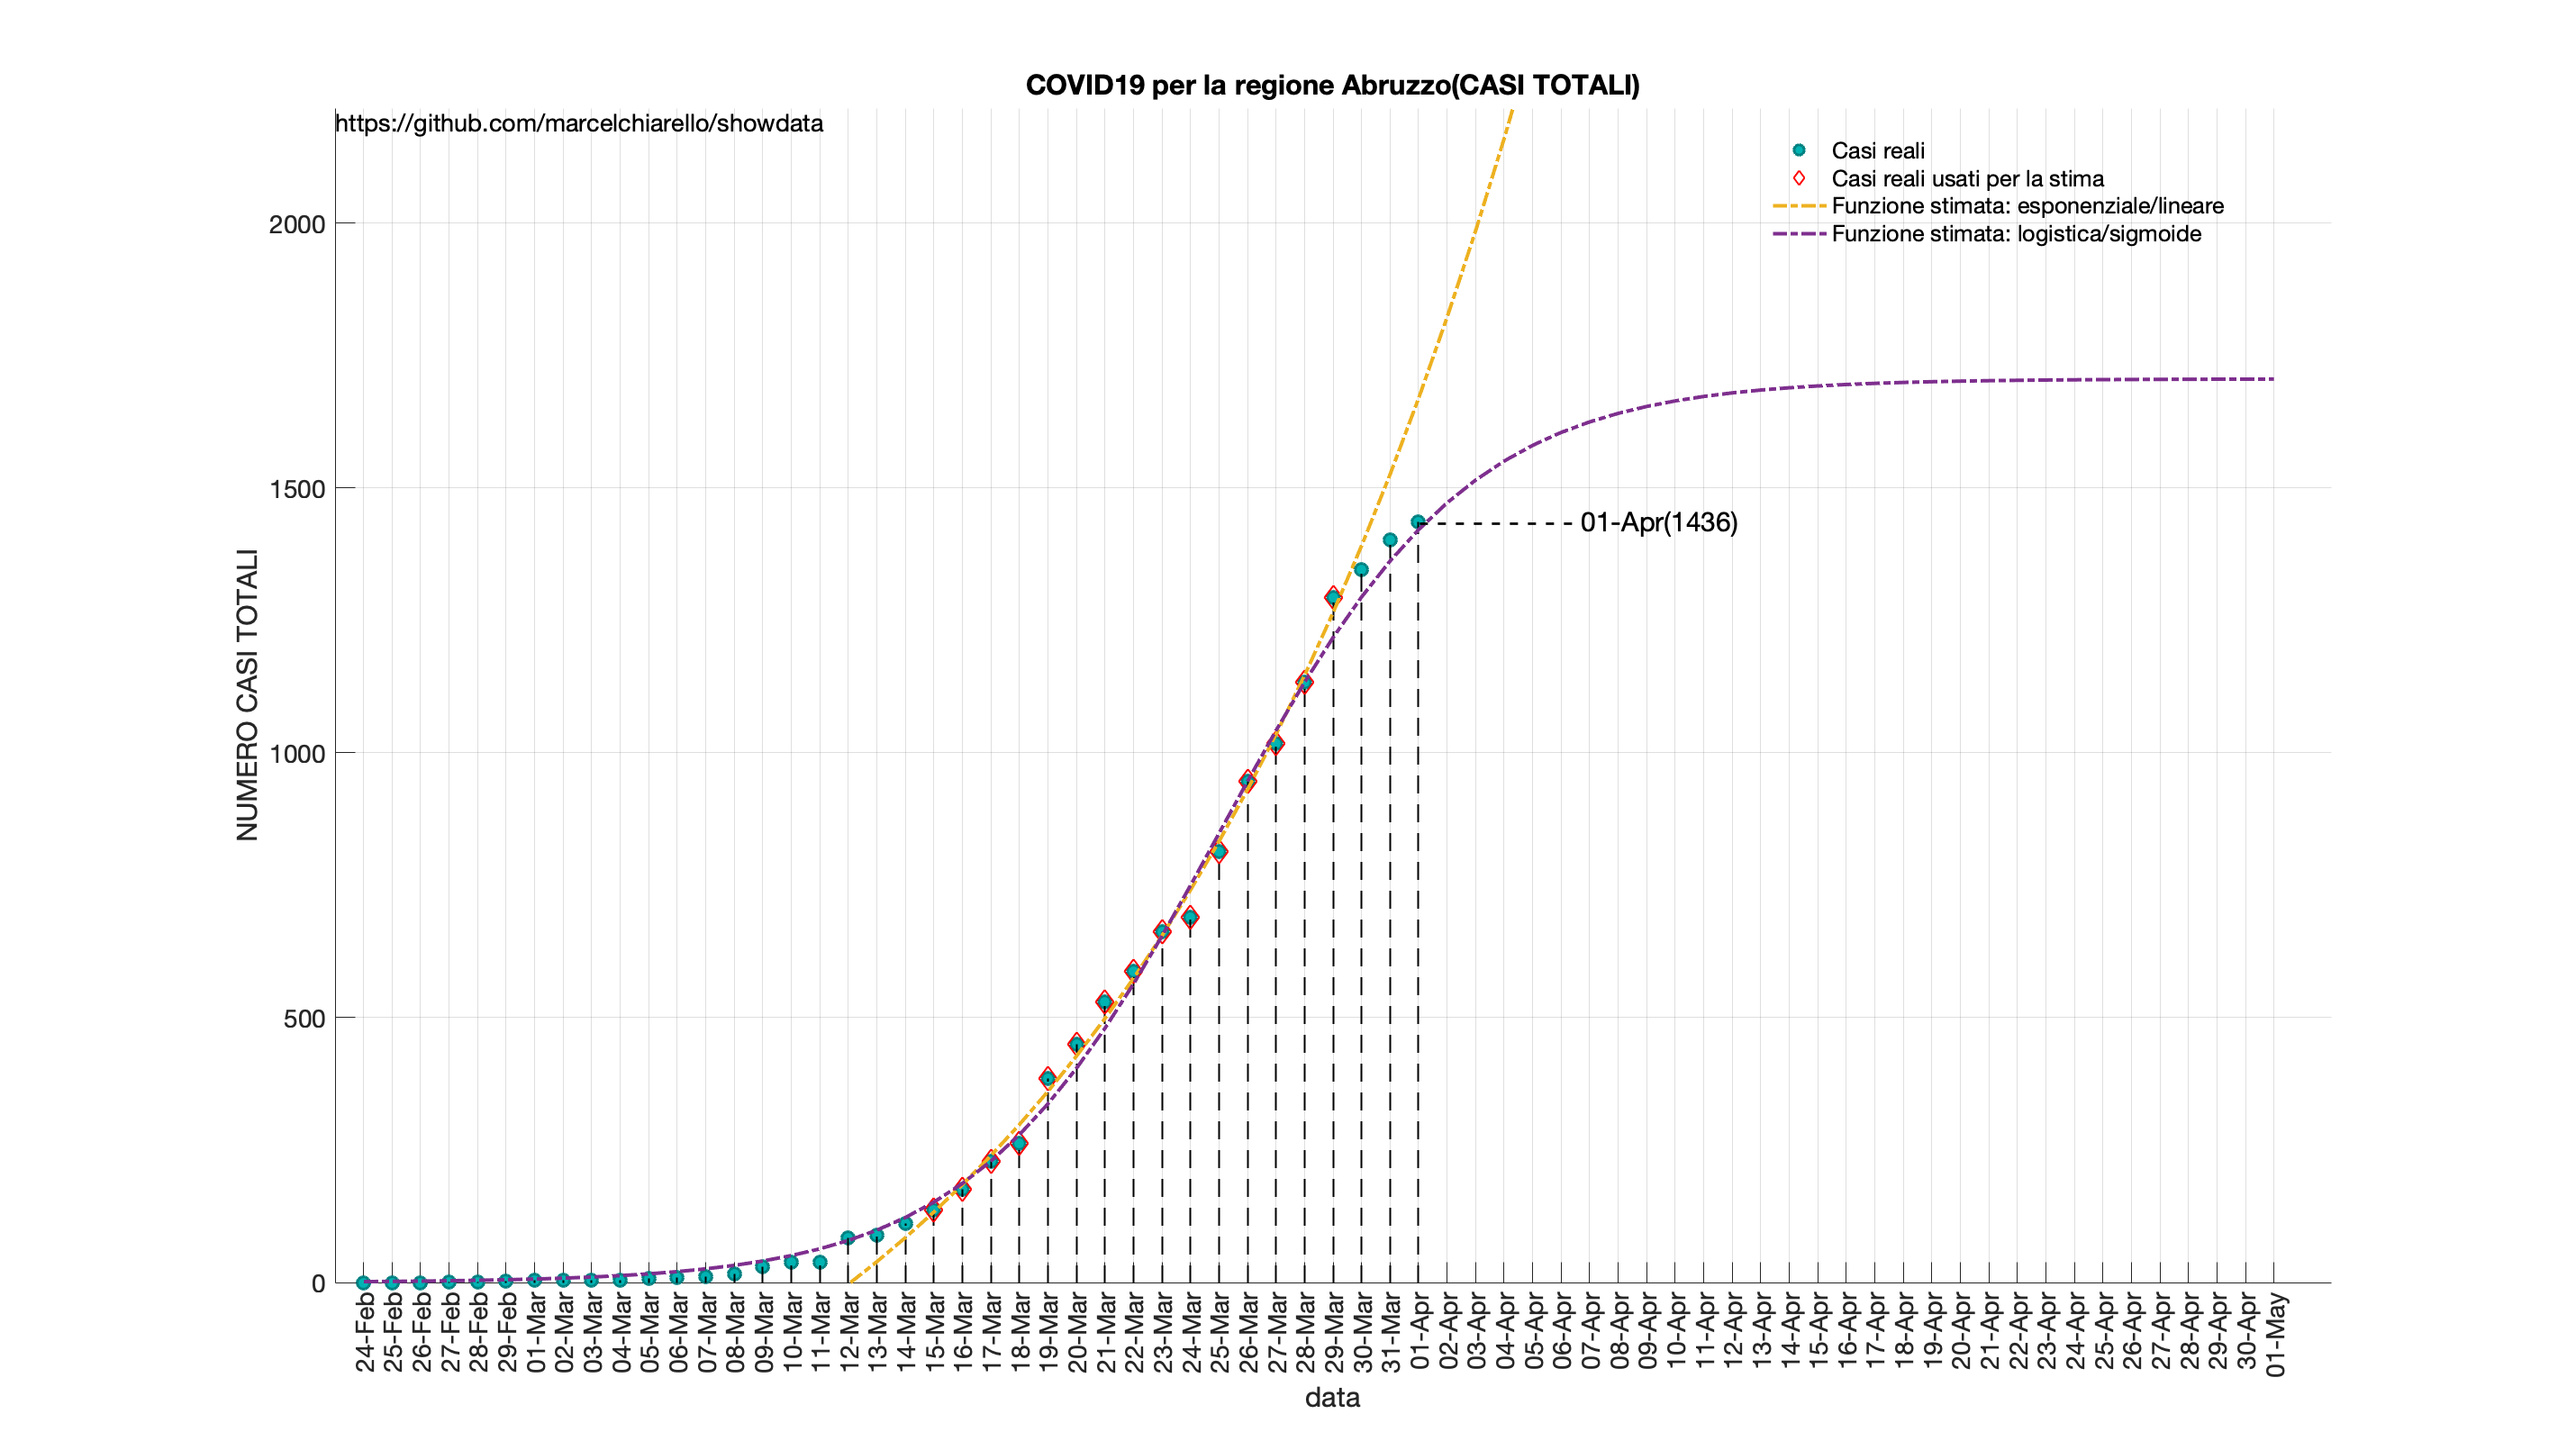 COVID19 per la regione Abruzzo(CASI TOTALI)
https://github.com/marcelchiarello/showdata
Casi reali
Casi reali usati per la stima
Funzione stimata: esponenziale/lineare
Funzione stimata: logistica/sigmoide
2000
1500
1000
500
0
NUMERO CASI TOTALI
01-Apr(1436)
24-Feb
25-Feb
26-Feb
27-Feb
28-Feb
29-Feb
01-Mar
02-Mar
03-Mar
04-Mar
05-Mar
06-Mar
07-Mar
08-Mar
09-Mar
10-Mar
11-Mar
12-Mar
13-Mar
14-Mar
15-Mar
16-Mar
17-Mar
18-Mar
19-Mar
20-Mar
21-Mar
22-Mar
23-Mar
24-Mar
25-Mar
26-Mar
27-Mar
28-Mar
29-Mar
30-Mar
31-Mar
01-Apr
02-Apr
03-Apr
04-Apr
05-Apr
06-Apr
07-Apr
08-Apr
09-Apr
10-Apr
11-Apr
12-Apr
13-Apr
14-Apr
15-Apr
16-Apr
17-Apr
18-Apr
19-Apr
20-Apr
21-Apr
22-Apr
23-Apr
24-Apr
25-Apr
26-Apr
27-Apr
28-Apr
29-Apr
30-Apr
01-May
data